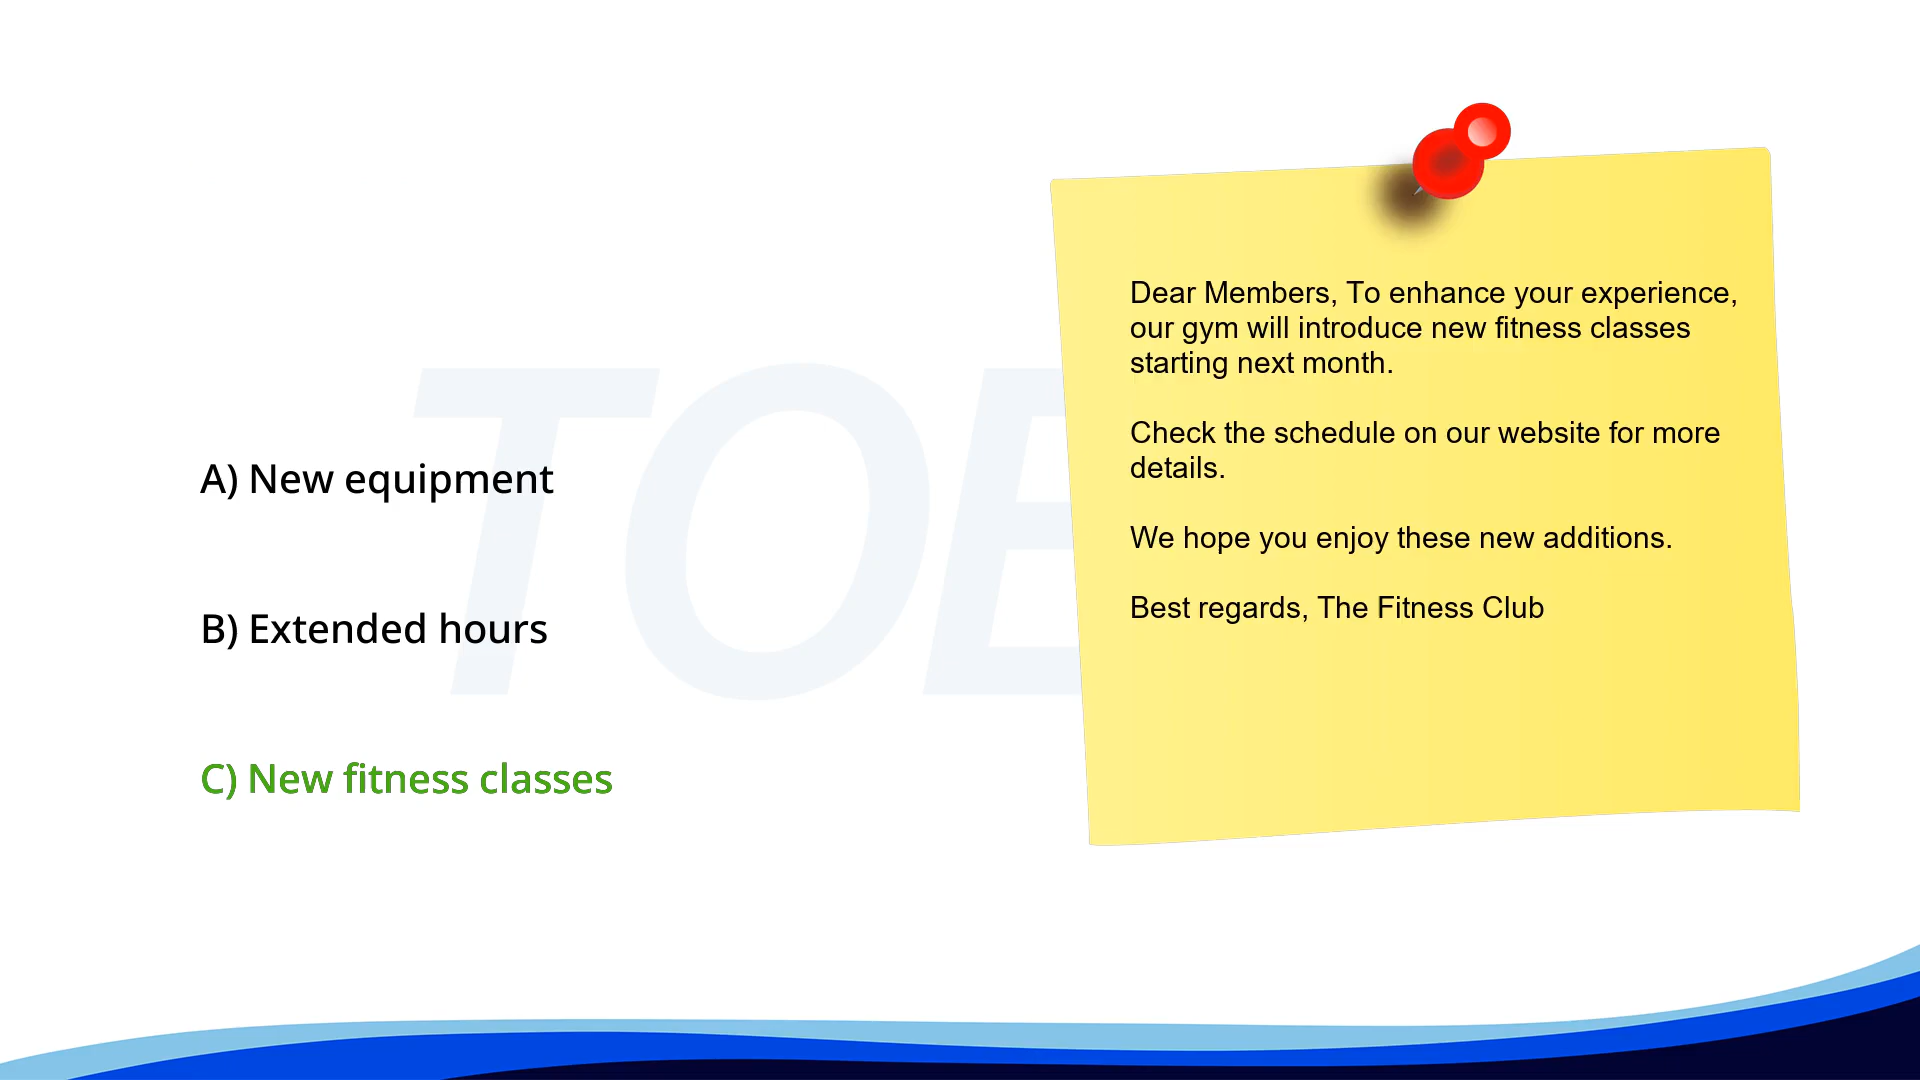 TOE
A) New equipment
B) Extended hours
C) New fitness classes
Dear Members, To enhance your experience,
our gym will introduce new fitness classes
starting next month.
Check the schedule on our website for more
details.
We hope you enjoy these new additions.
Best regards, The Fitness Club